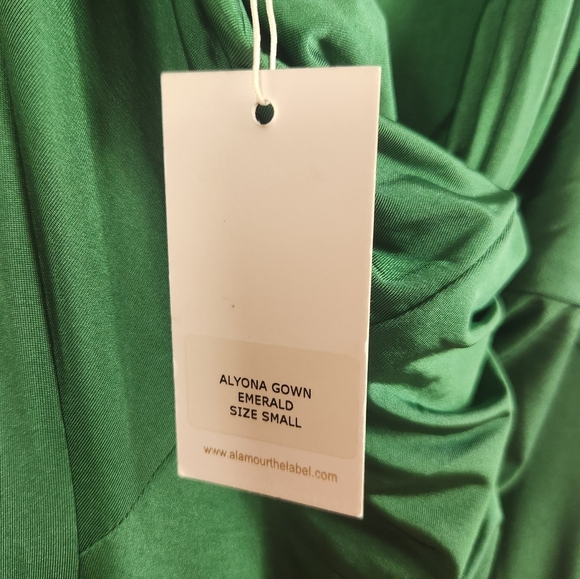 ALYONA GOWN
EMERALD
SIZE SMALL
www.alamourthelabel.com